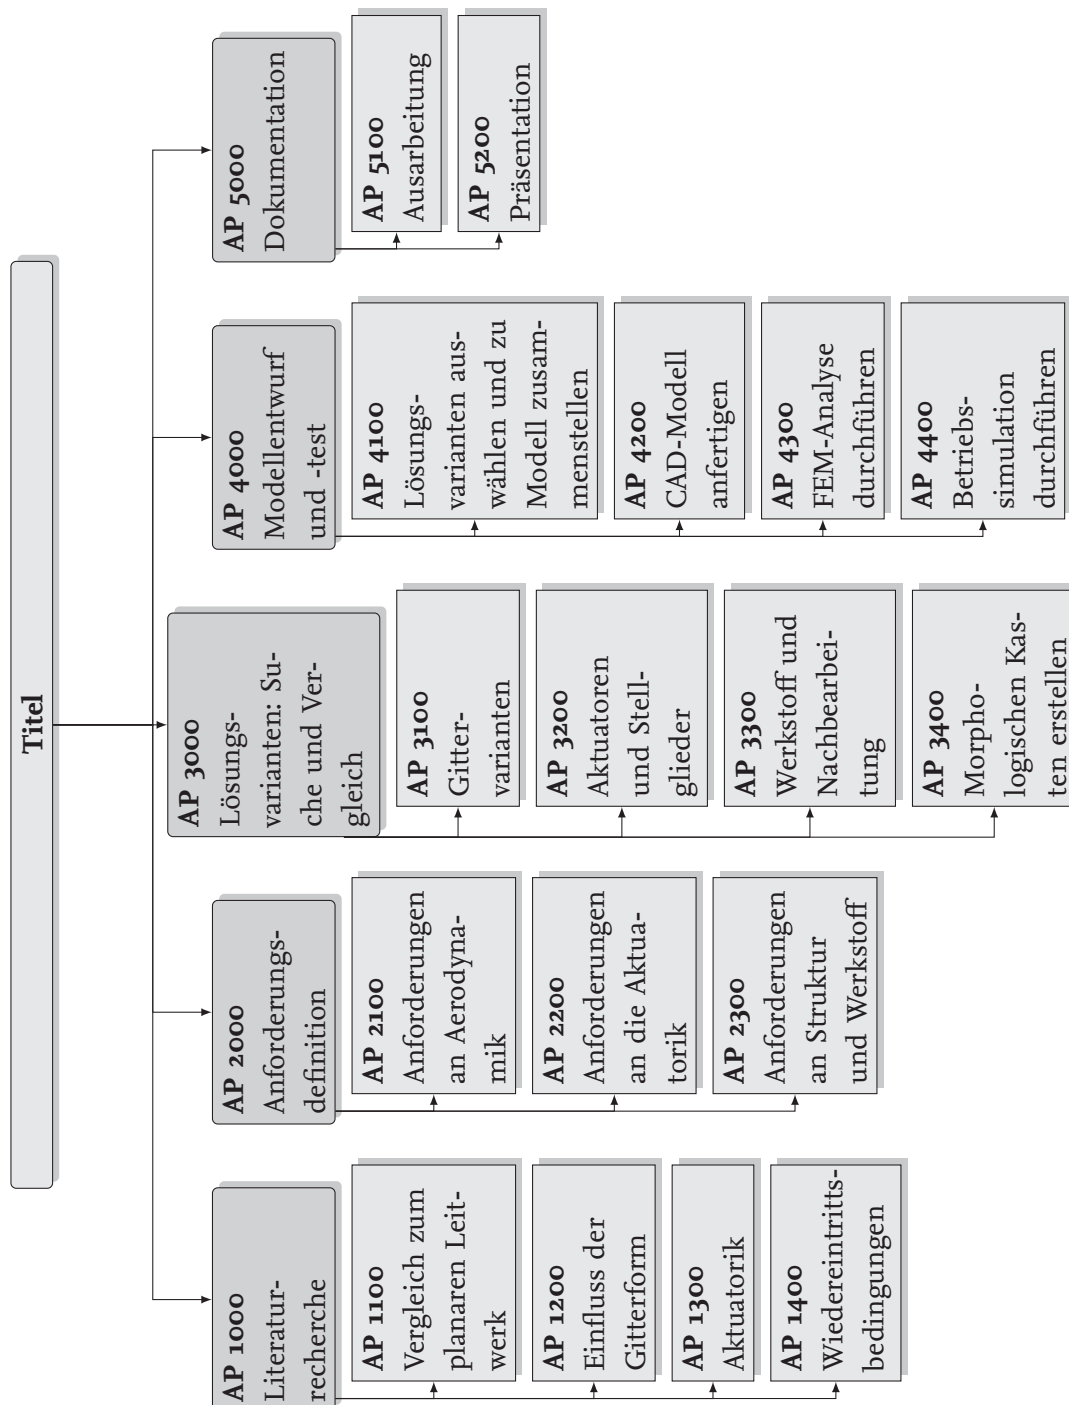 Titel
AP 1000
Literatur-
recherche
AP 1100
Vergleich zum
planaren Leit-
werk
AP 1200
Einfluss der
Gitterform
AP 1300
Aktuatorik
AP 1400
Wiedereintritts-
bedingungen
AP 2000
Anforderungs-
definition
AP 2100
Anforderungen
an Aerodyna-
mik
AP 2200
Anforderungen
an die Aktua-
torik
AP 2300
Anforderungen
an Struktur
und Werkstoff
AP 3000
Lösungs-
varianten: Su-
che und Ver-
gleich
AP 3100
Gitter-
varianten
AP 3200
Aktuatoren
und Stell-
glieder
AP 3300
Werkstoff und
Nachbearbei-
tung
AP 3400
Morpho-
logischen Kas-
ten erstellen
AP 4000
Modellentwurf
und -test
AP 4100
Lösungs-
varianten aus-
wählen und zu
Modell zusam-
menstellen
AP 4200
CAD-Modell
anfertigen
AP 4300
FEM-Analyse
durchführen
AP 4400
Betriebs-
simulation
durchführen
AP 5000
Dokumentation
AP 5100
Ausarbeitung
AP 5200
Präsentation